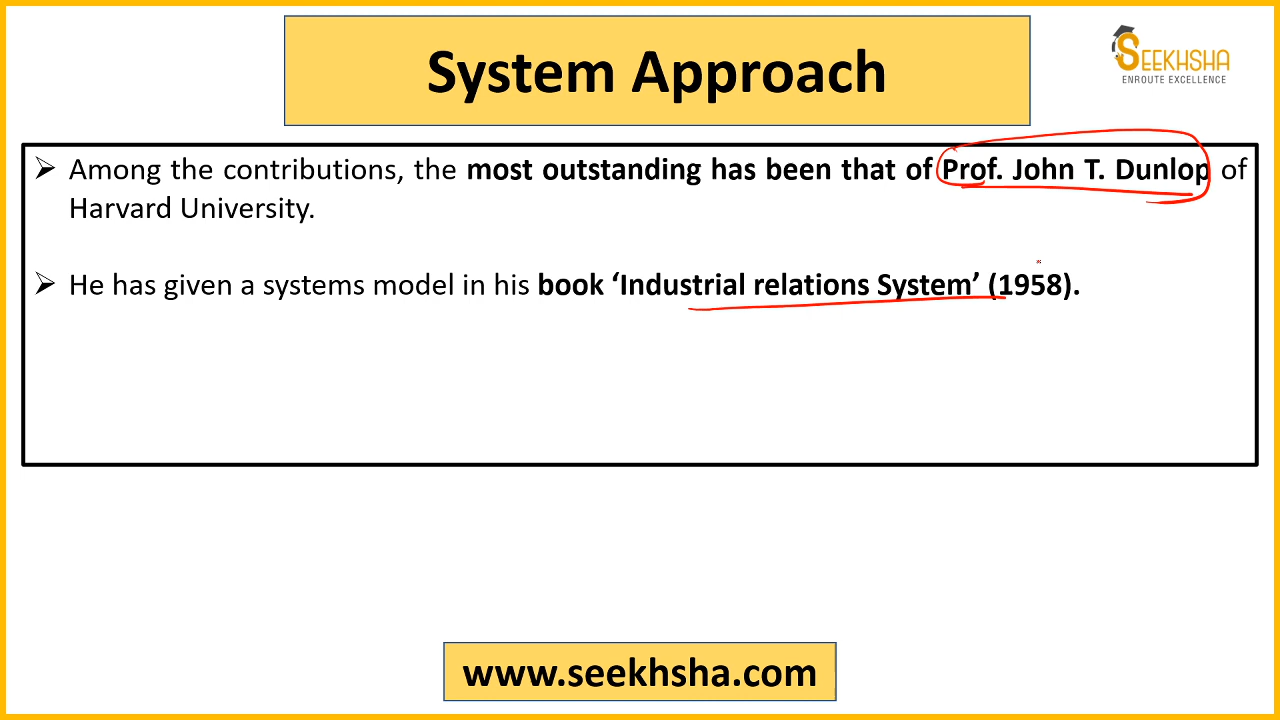 System Approach
SEEKHSHA
ENROUTE EXCELLENCE
➢ Among the contributions, the most outstanding has been that of Prof. John T. Dunlop of
Harvard University.
➢ He has given a systems model in his book ‘Industrial relations System’ (1958).
www.seekhsha.com